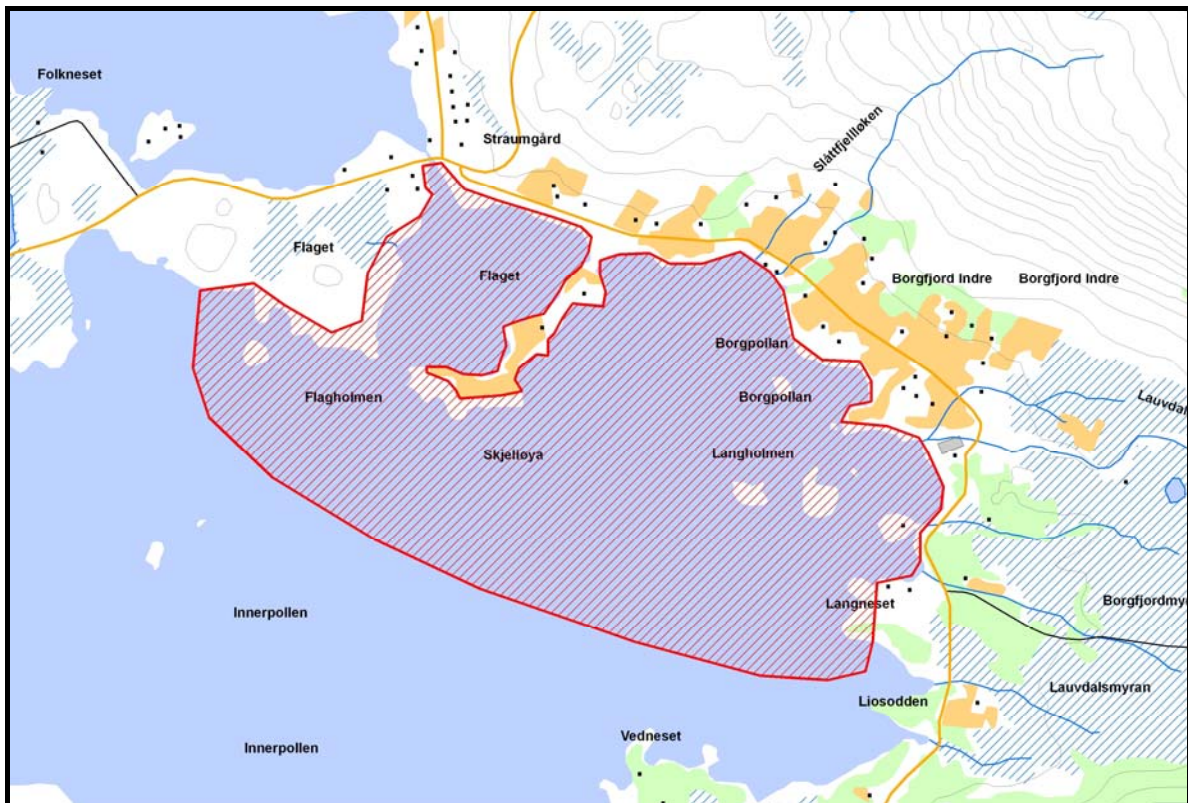 Folkneset
Straumgård
Slåttfjelløken
Flaget
Flaget
Borgfjord Indre
Borgfjord Indre
Borgpollan
Flagholmen
Borgpollan
Lauvdal
Skjelløya
Langholmen
Innerpollen
Langneset
Borgfjordmyr
Lauvdalsmyran
Liosodden
Vedneset
Innerpollen